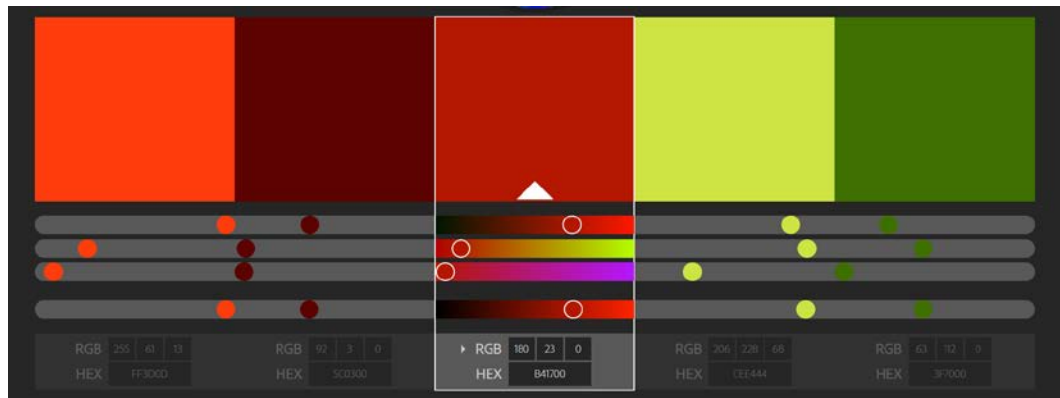 RGB 255 61 13
HEX FF3D0D
RGB 92 3 0
HEX 5C0300
RGB 180 23 0
HEX B41700
RGB 206 228 68
HEX CEE444
RGB 63 112 0
HEX 3F7000